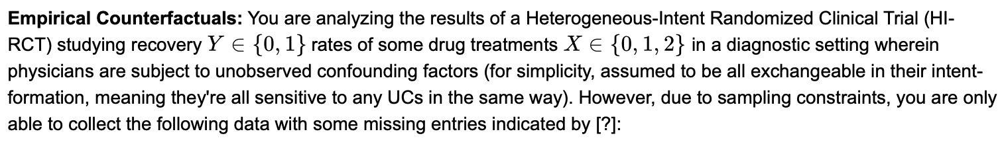 Empirical Counterfactuals: You are analyzing the results of a Heterogeneous-Intent Randomized Clinical Trial (HI-
RCT) studying recovery Y ∈ {0, 1} rates of some drug treatments X ∈ {0, 1, 2} in a diagnostic setting wherein
physicians are subject to unobserved confounding factors (for simplicity, assumed to be all exchangeable in their intent-
formation, meaning they're all sensitive to any UCs in the same way). However, due to sampling constraints, you are only
able to collect the following data with some missing entries indicated by [?]: